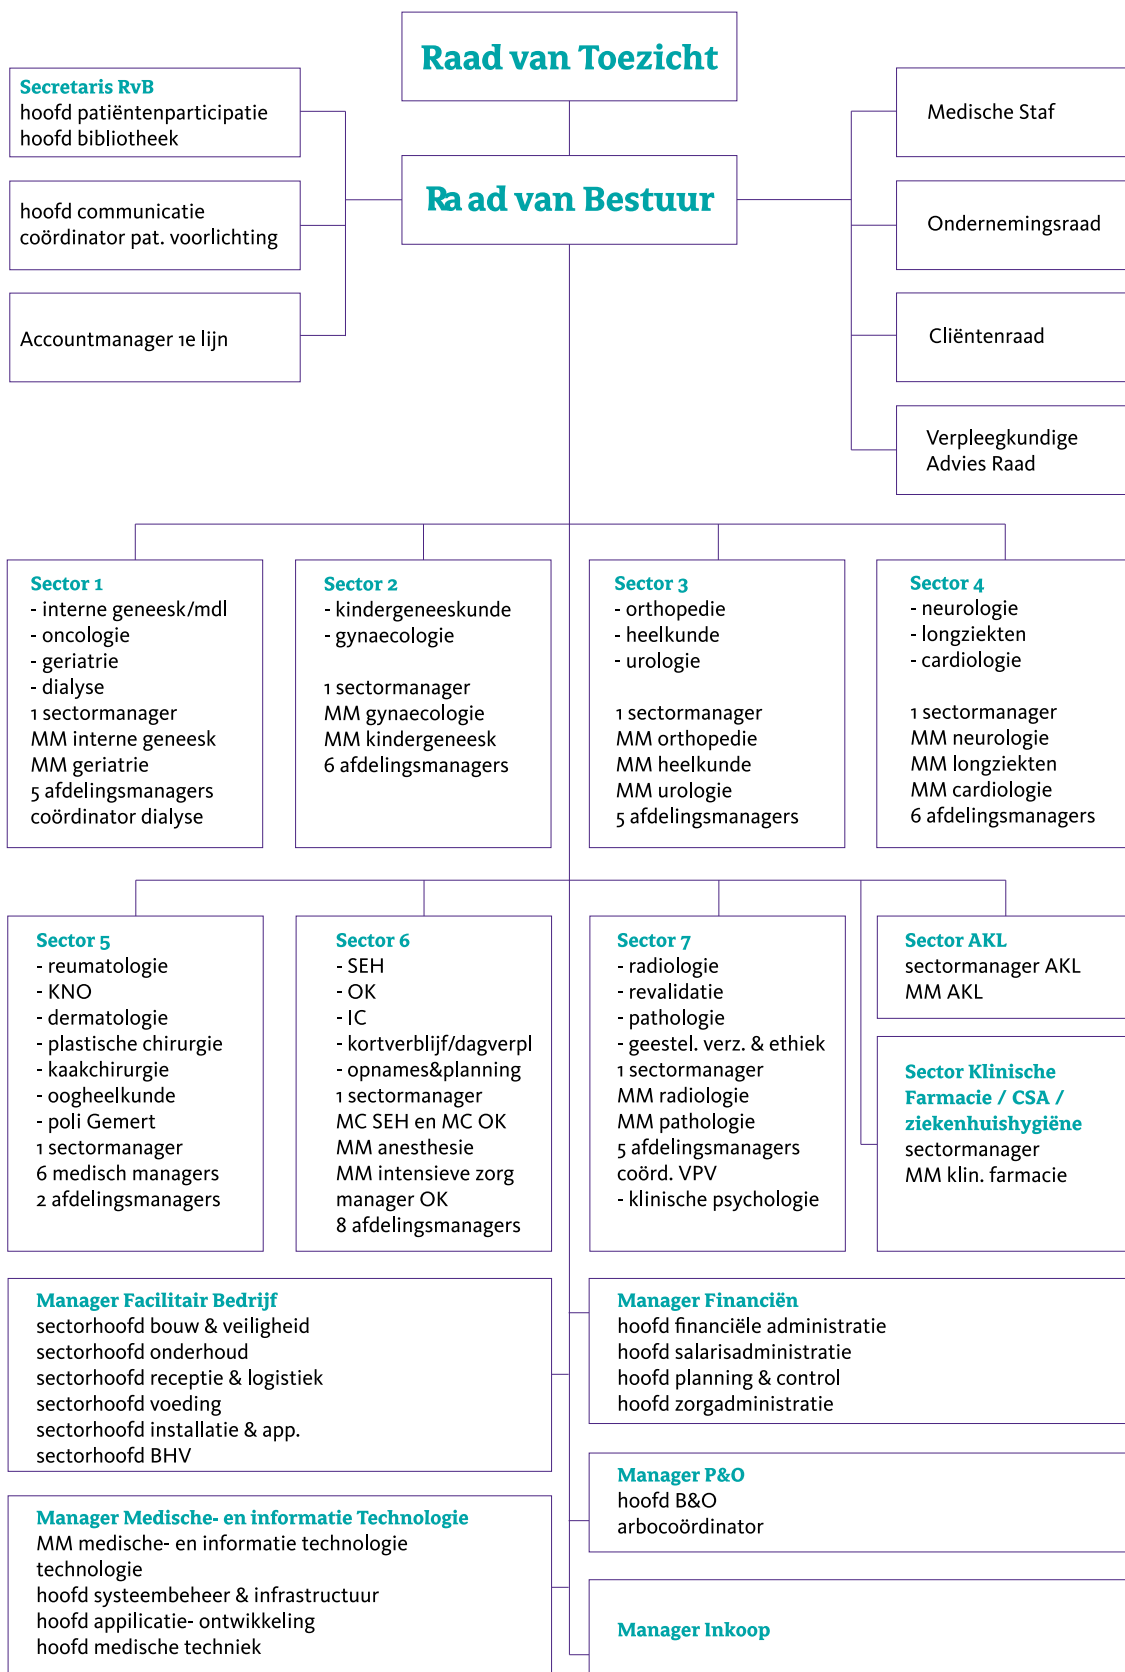 Raad van Toezicht
Secretaris RvB
hoofd patiëntenparticipatie
hoofd bibliotheek
Medische Staf
Raad van Bestuur
hoofd communicatie
coördinator pat. voorlichting
Ondernemingsraad
Accountmanager 1e lijn
Cliëntenraad
Verpleegkundige
Advies Raad
Sector 1
- interne geneesk/mdl
- oncologie
- geriatrie
- dialyse
1 sectormanager
MM interne geneesk
MM geriatrie
5 afdelingsmanagers
coördinator dialyse
Sector 2
- kindergeneeskunde
- gynaecologie
1 sectormanager
MM gynaecologie
MM kindergeneesk
6 afdelingsmanagers
Sector 3
- orthopedie
- heelkunde
- urologie
1 sectormanager
MM orthopedie
MM heelkunde
MM urologie
5 afdelingsmanagers
Sector 4
- neurologie
- longziekten
- cardiologie
1 sectormanager
MM neurologie
MM longziekten
MM cardiologie
6 afdelingsmanagers
Sector 5
- reumatologie
- KNO
- dermatologie
- plastische chirurgie
- kaakchirurgie
- oogheelkunde
- poli Gemert
1 sectormanager
6 medisch managers
2 afdelingsmanagers
Sector 6
- SEH
- OK
- IC
- kortverblijf/dagverpl
- opnames&planning
1 sectormanager
MC SEH en MC OK
MM anesthesie
MM intensieve zorg
manager OK
8 afdelingsmanagers
Sector 7
- radiologie
- revalidatie
- pathologie
- geestel. verz. & ethiek
1 sectormanager
MM radiologie
MM pathologie
5 afdelingsmanagers
coörd. VPV
- klinische psychologie
Sector AKL
sectormanager AKL
MM AKL
Sector Klinische
Farmacie / CSA /
ziekenhuishygiëne
sectormanager
MM klin. farmacie
Manager Facilitair Bedrijf
sectorhoofd bouw & veiligheid
sectorhoofd onderhoud
sectorhoofd receptie & logistiek
sectorhoofd voeding
sectorhoofd installatie & app.
sectorhoofd BHV
Manager Financiën
hoofd financiële administratie
hoofd salarisadministratie
hoofd planning & control
hoofd zorgadministratie
Manager P&O
hoofd B&O
arbocoördinator
Manager Medische- en informatie Technologie
MM medische- en informatie technologie
technologie
hoofd systeembeheer & infrastructuur
hoofd appilicatie- ontwikkeling
hoofd medische techniek
Manager Inkoop